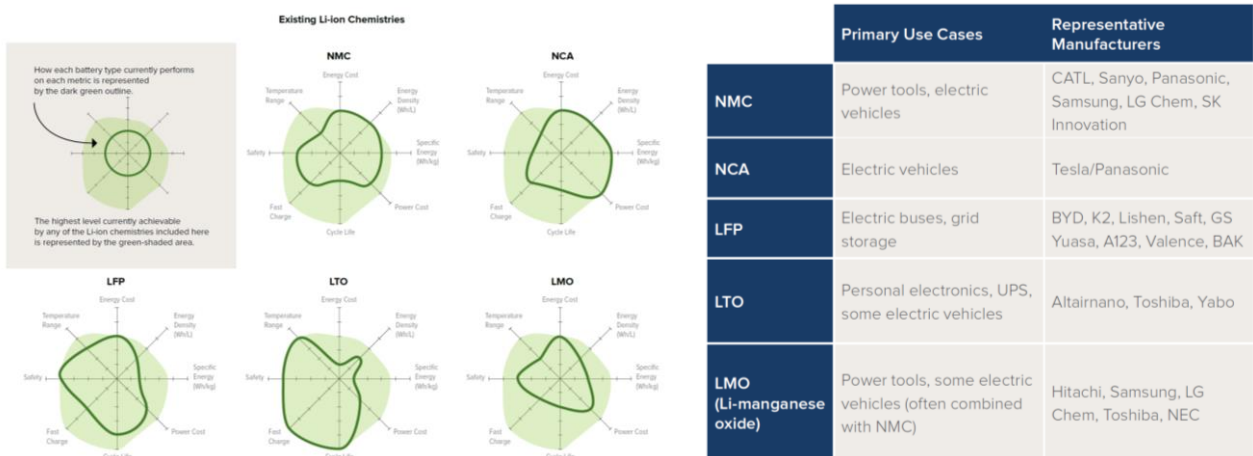 Existing Li-ion Chemistries
How each battery type currently performs
on each metric is represented
by the dark green outline.
The highest level currently achievable
by any of the Li-ion chemistries included here
is represented by the green-shaded area.
NMC
Energy Cost
Temperature
Range
Energy
Density
(Wh/L)
Safety
Specific
Energy
(Wh/kg)
Fast
Charge
Power Cost
Cycle Life
NCA
Energy Cost
Temperature
Range
Energy
Density
(Wh/L)
Safety
Specific
Energy
(Wh/kg)
Fast
Charge
Power Cost
Cycle Life
LFP
Energy Cost
Temperature
Range
Energy
Density
(Wh/L)
Safety
Specific
Energy
(Wh/kg)
Fast
Charge
Power Cost
Cycle Life
LTO
Energy Cost
Temperature
Range
Energy
Density
(Wh/L)
Safety
Specific
Energy
(Wh/kg)
Fast
Charge
Power Cost
Cycle Life
LMO
Energy Cost
Temperature
Range
Energy
Density
(Wh/L)
Safety
Specific
Energy
(Wh/kg)
Fast
Charge
Power Cost
Cycle Life
Primary Use Cases
Representative
Manufacturers
NMC
Power tools, electric
vehicles
CATL, Sanyo, Panasonic,
Samsung, LG Chem, SK
Innovation
NCA
Electric vehicles
Tesla/Panasonic
LFP
Electric buses, grid
storage
BYD, K2, Lishen, Saft, GS
Yuasa, A123, Valence, BAK
LTO
Personal electronics, UPS,
some electric vehicles
Altairnano, Toshiba, Yabo
LMO
(Li-manganese
oxide)
Power tools, some electric
vehicles (often combined
with NMC)
Hitachi, Samsung, LG
Chem, Toshiba, NEC